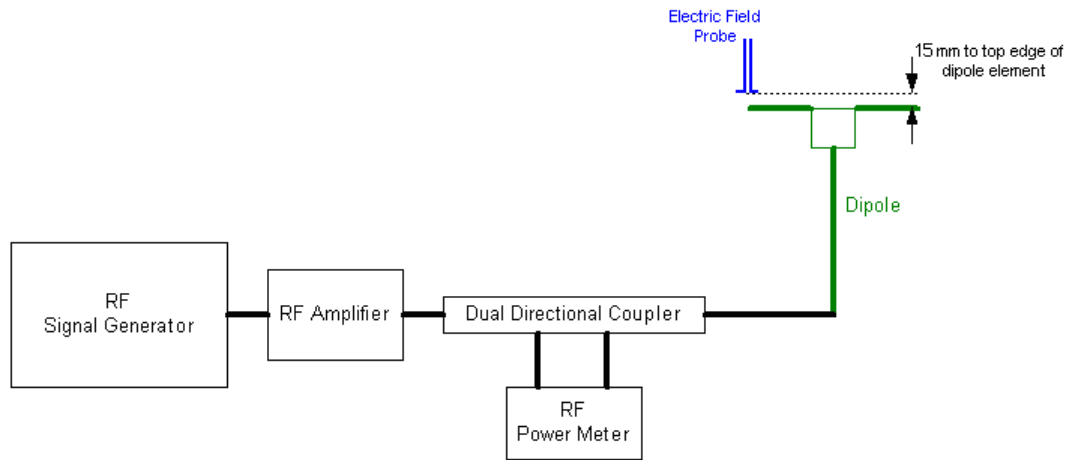 Electric Field
Probe
15 mm to top edge of
dipole element
Dipole
RF
Signal Generator
RF Amplifier
Dual Directional Coupler
RF
Power Meter